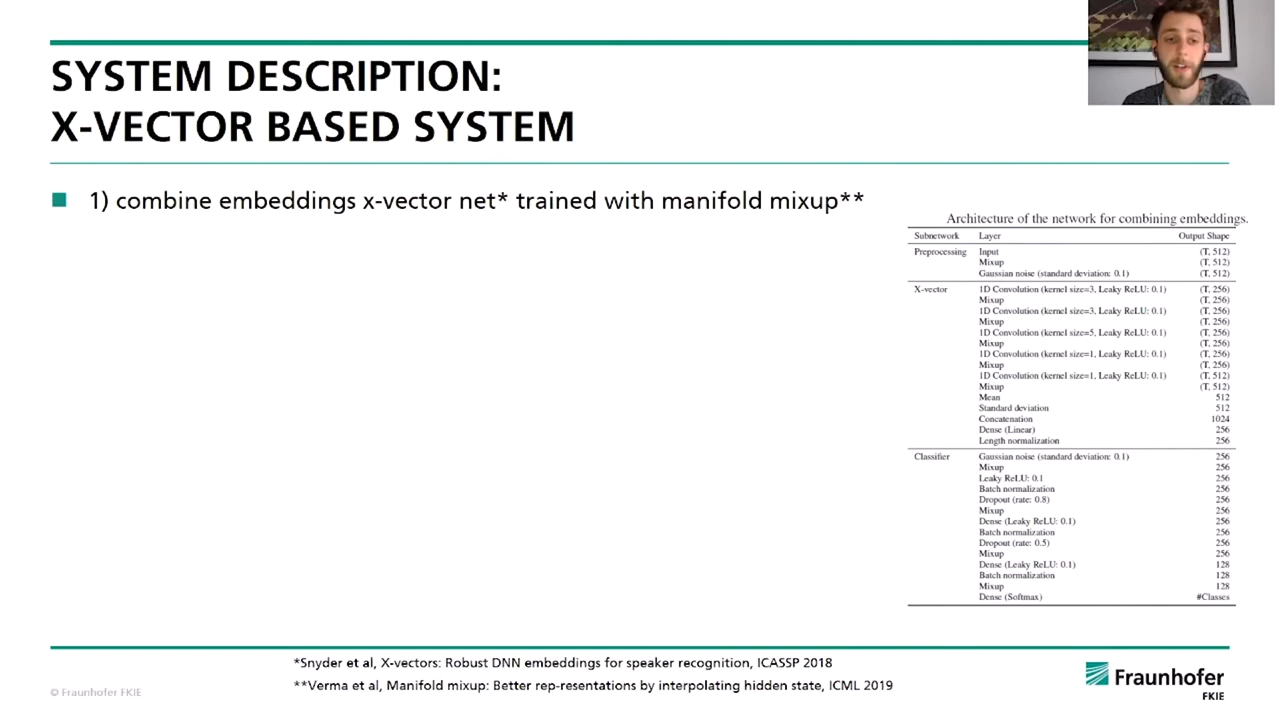 SYSTEM DESCRIPTION:
X-VECTOR BASED SYSTEM
1) combine embeddings x-vector net* trained with manifold mixup**
Architecture of the network for combining embeddings.
Subnetwork Layer Output Shape
Preprocessing Input (T, 512)
Mixup (T, 512)
Gaussian noise (standard deviation: 0.1) (T, 512)
X-vector 1D Convolution (kernel size=3, Leaky ReLU: 0.1) (T, 256)
Mixup (T, 256)
1D Convolution (kernel size=3, Leaky ReLU: 0.1) (T, 256)
Mixup (T, 256)
1D Convolution (kernel size=5, Leaky ReLU: 0.1) (T, 256)
Mixup (T, 256)
1D Convolution (kernel size=1, Leaky ReLU: 0.1) (T, 256)
Mixup (T, 256)
1D Convolution (kernel size=1, Leaky ReLU: 0.1) (T, 512)
Mixup (T, 512)
Mean 512
Standard deviation 512
Concatenation 1024
Dense (Linear) 256
Length normalization 256
Classifier Gaussian noise (standard deviation: 0.1) 256
Mixup 256
Leaky ReLU: 0.1 256
Batch normalization 256
Dropout (rate: 0.8) 256
Mixup 256
Dense (Leaky ReLU: 0.1) 256
Batch normalization 256
Dropout (rate: 0.5) 256
Mixup 256
Dense (Leaky ReLU: 0.1) 128
Batch normalization 128
Mixup 128
Dense (Softmax) #Classes
*Snyder et al, X-vectors: Robust DNN embeddings for speaker recognition, ICASSP 2018
**Verma et al, Manifold mixup: Better rep-resentations by interpolating hidden state, ICML 2019
© Fraunhofer FKIE
Fraunhofer
FKIE